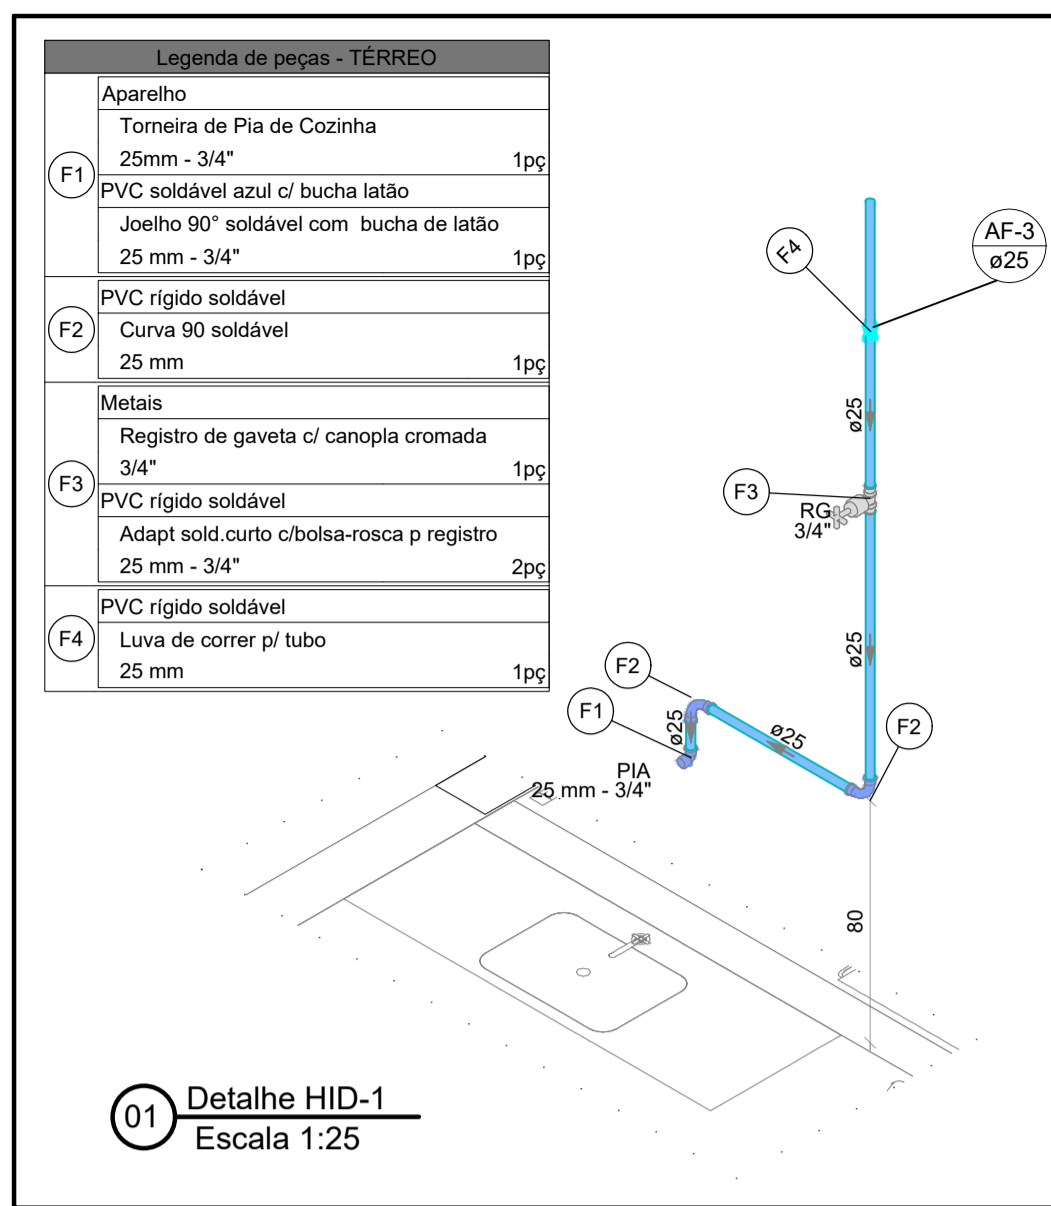 Legenda de peças - TÉRREO
F1
Aparelho
Torneira de Pia de Cozinha
25mm - 3/4" 1pç
PVC soldável azul c/ bucha latão
Joelho 90° soldável com bucha de latão
25 mm - 3/4" 1pç
F2
PVC rígido soldável
Curva 90 soldável
25 mm 1pç
F3
Metais
Registro de gaveta c/ canopla cromada
3/4" 1pç
PVC rígido soldável
Adapt sold.curto c/bolsa-rosca p registro
25 mm - 3/4" 2pç
F4
PVC rígido soldável
Luva de correr p/ tubo
25 mm 1pç
F4
AF-3
ø25
ø25
F3
RG
3/4"
ø25
F2
F1
ø25
ø25
F2
PIA
25 mm - 3/4"
80
01
Detalhe HID-1
Escala 1:25